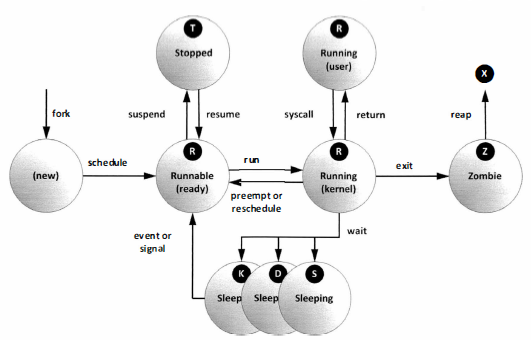 T
Stopped
R
Running
(user)
X
fork
suspend
resume
syscall
return
reap
(new)
schedule
R
Runnable
(ready)
run
preempt or
reschedule
R
Running
(kernel)
exit
Z
Zombie
event or
signal
wait
K
Sleep
D
Sleep
S
Sleeping